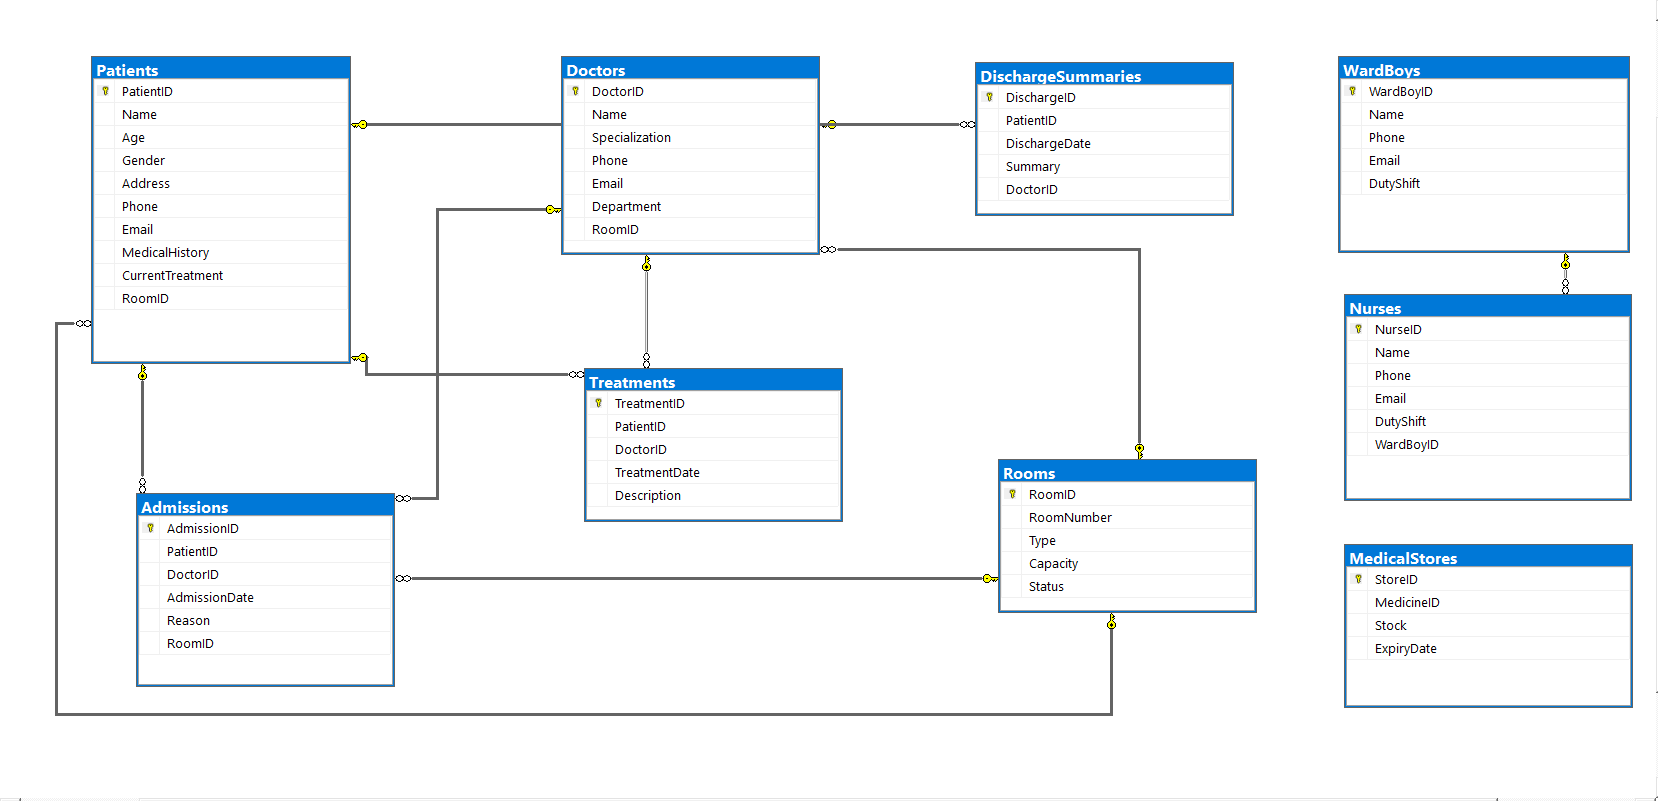 Patients
PatientID
Name
Age
Gender
Address
Phone
Email
MedicalHistory
CurrentTreatment
RoomID
Doctors
DoctorID
Name
Specialization
Phone
Email
Department
RoomID
DischargeSummaries
DischargeID
PatientID
DischargeDate
Summary
DoctorID
WardBoys
WardBoyID
Name
Phone
Email
DutyShift
Nurses
NurseID
Name
Phone
Email
DutyShift
WardBoyID
Treatments
TreatmentID
PatientID
DoctorID
TreatmentDate
Description
Rooms
RoomID
RoomNumber
Type
Capacity
Status
Admissions
AdmissionID
PatientID
DoctorID
AdmissionDate
Reason
RoomID
MedicalStores
StoreID
MedicineID
Stock
ExpiryDate